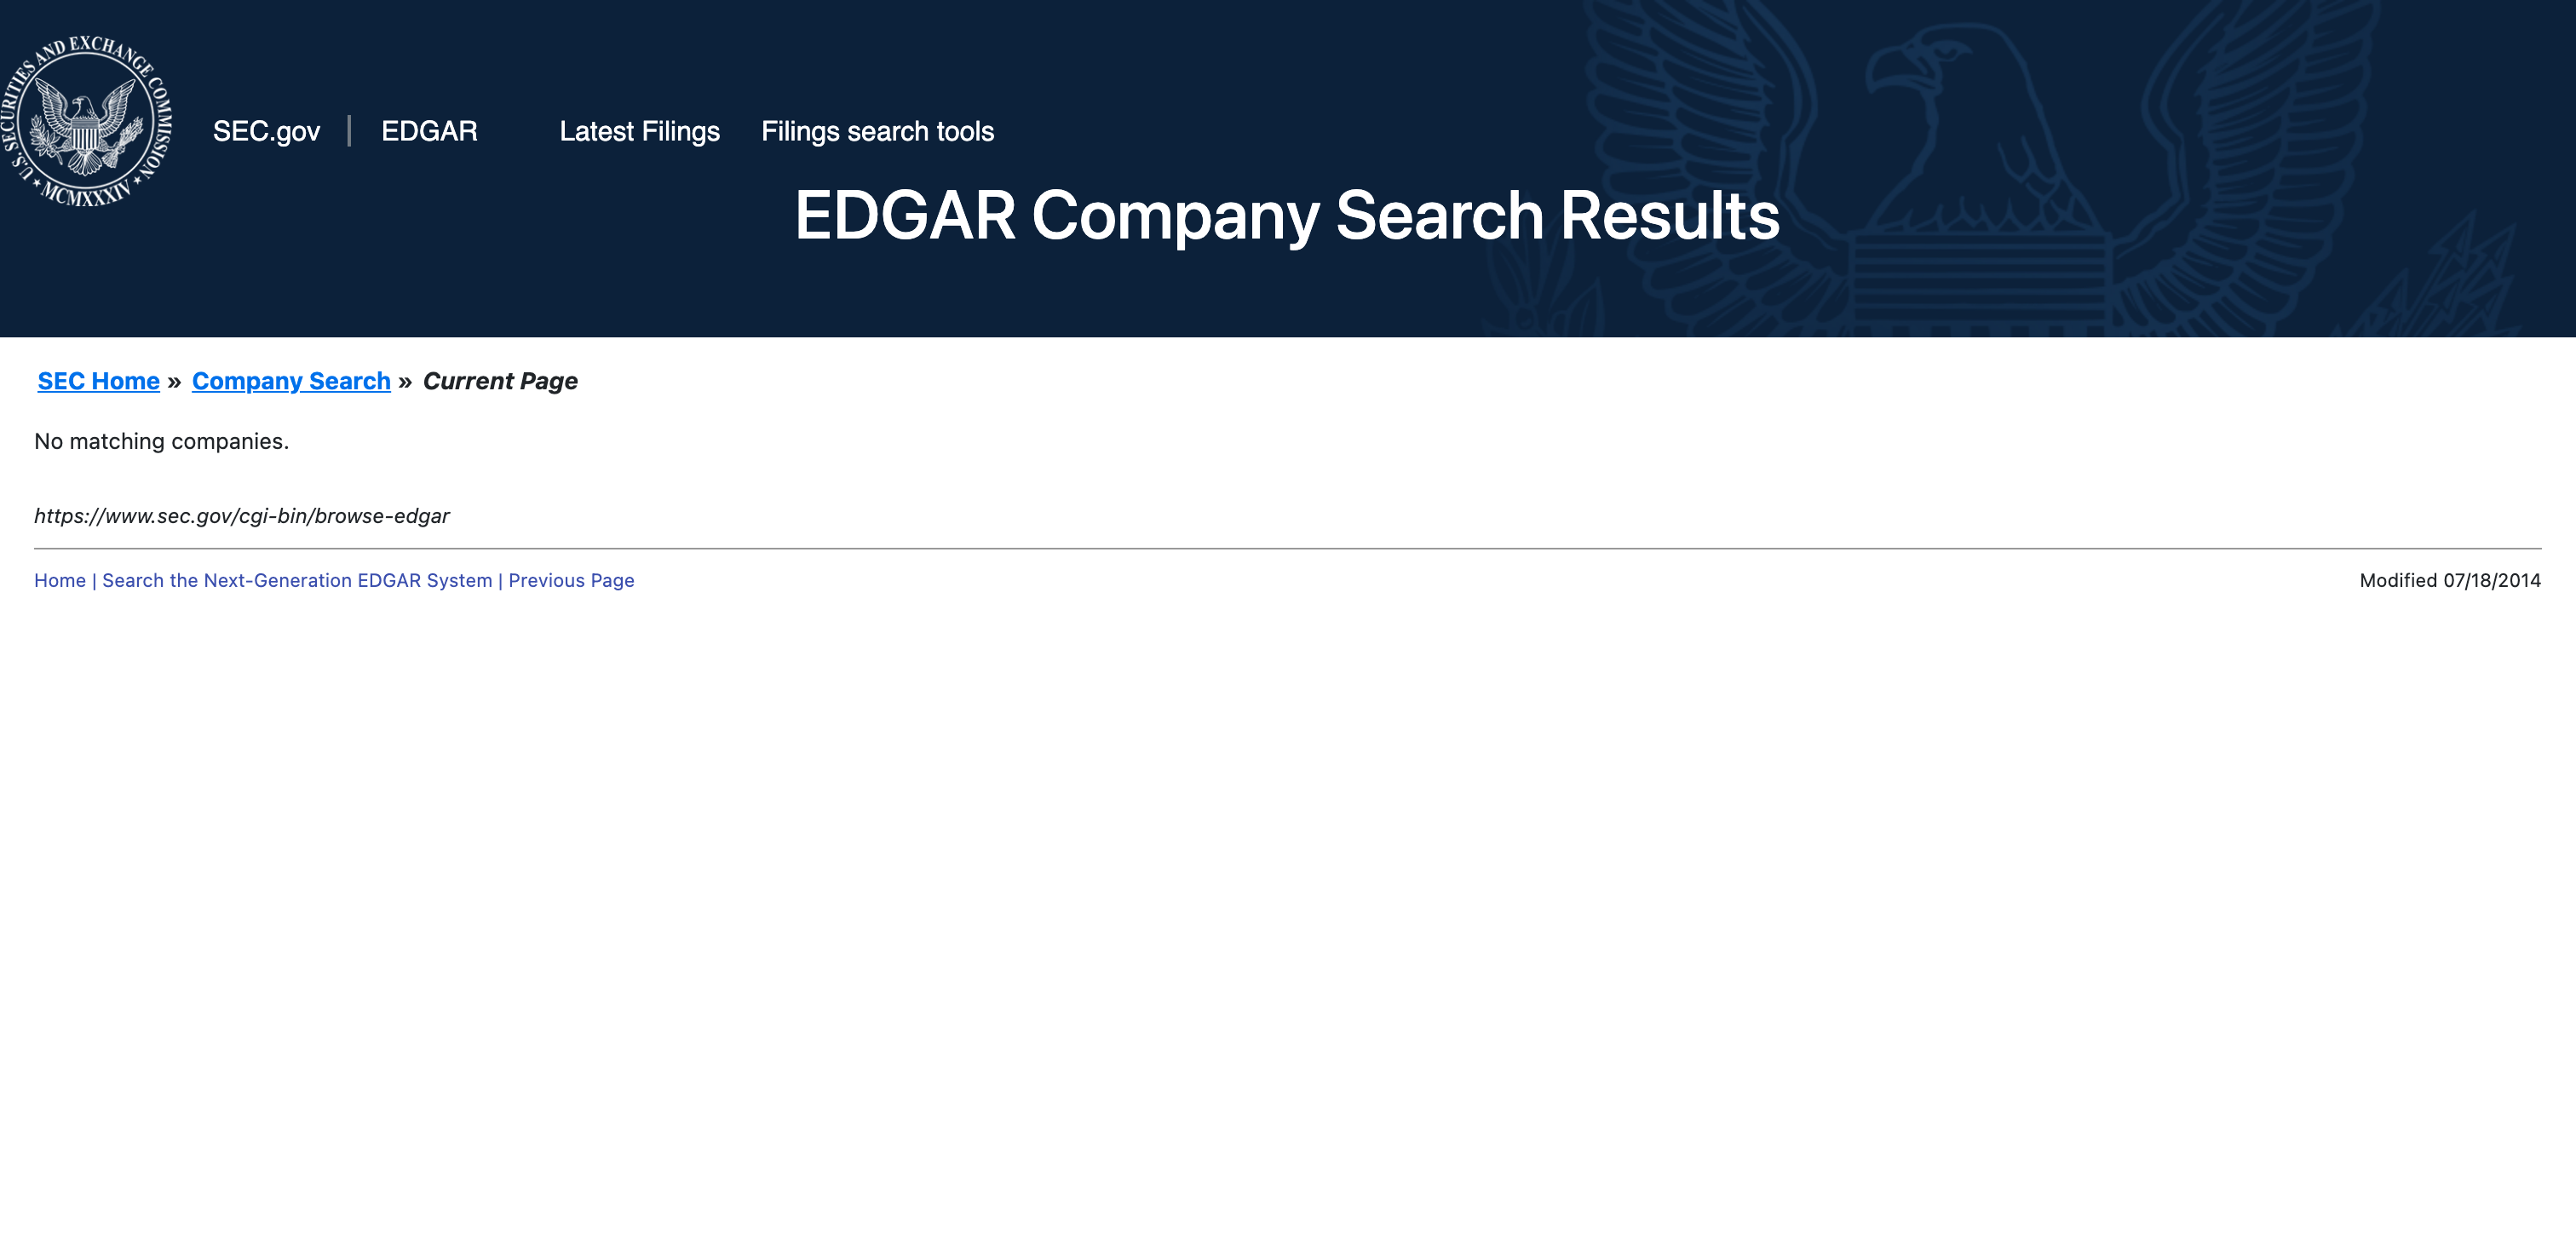 U.S. SECURITIES AND EXCHANGE COMMISSION
MCMXXXIV
SEC.gov | EDGAR Latest Filings Filings search tools
EDGAR Company Search Results
SEC Home » Company Search » Current Page
No matching companies.
https://www.sec.gov/cgi-bin/browse-edgar
Home | Search the Next-Generation EDGAR System | Previous Page Modified 07/18/2014